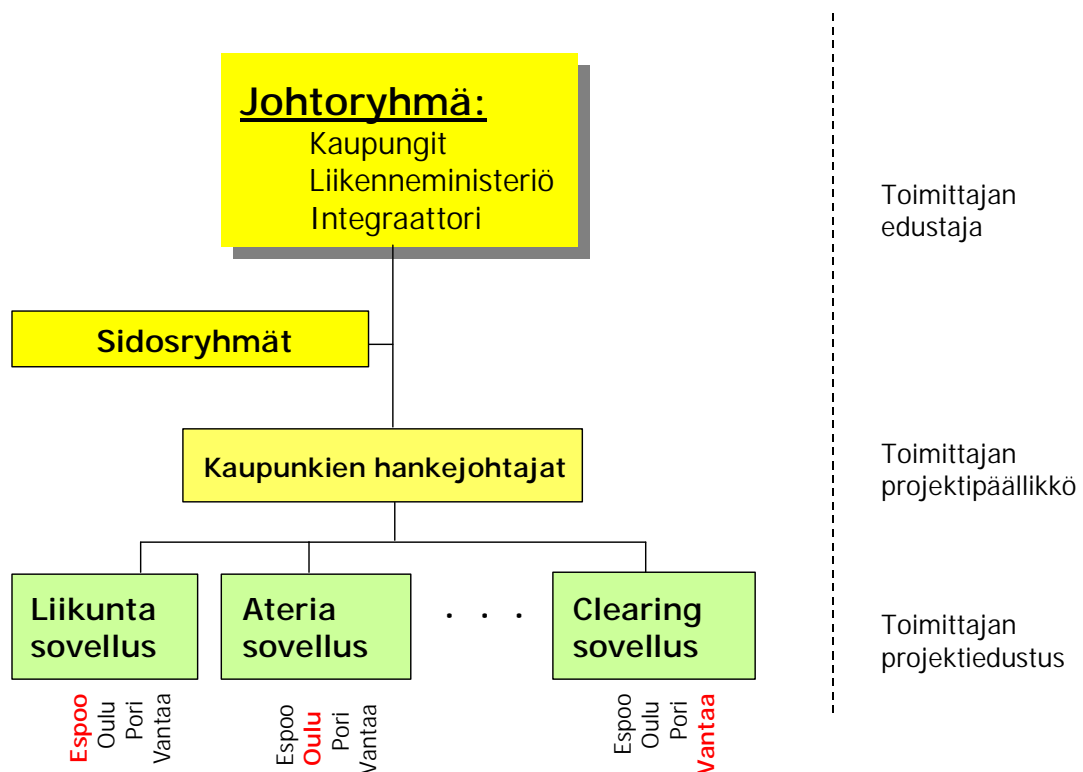 Johtoryhmä:
Kaupungit
Liikenneministeriö
Integraattori
Toimittajan
edustaja
Sidosryhmät
Kaupunkien hankejohtajat
Toimittajan
projektipäällikkö
Liikunta
sovellus
Ateria
sovellus
. . .
Clearing
sovellus
Toimittajan
projektiedustus
Espoo
Oulu
Pori
Vantaa
Espoo
Oulu
Pori
Vantaa
Espoo
Oulu
Pori
Vantaa